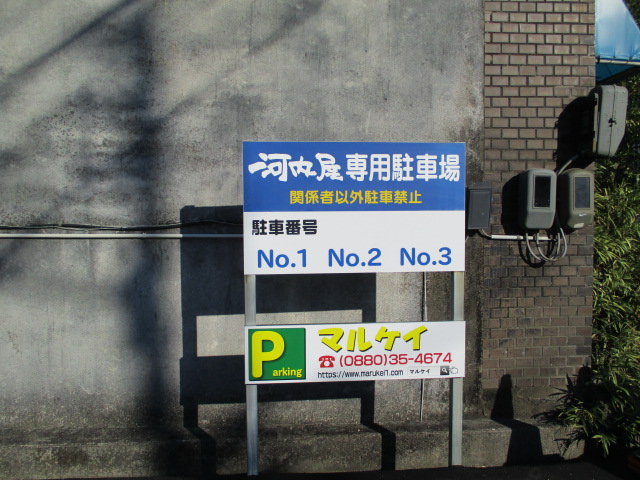 河内屋専用駐車場
関係者以外駐車禁止
駐車番号
No.1 No.2 No.3
Parking
マルケイ
☎(0880)35-4674
https://www.marukei1.com マルケイ